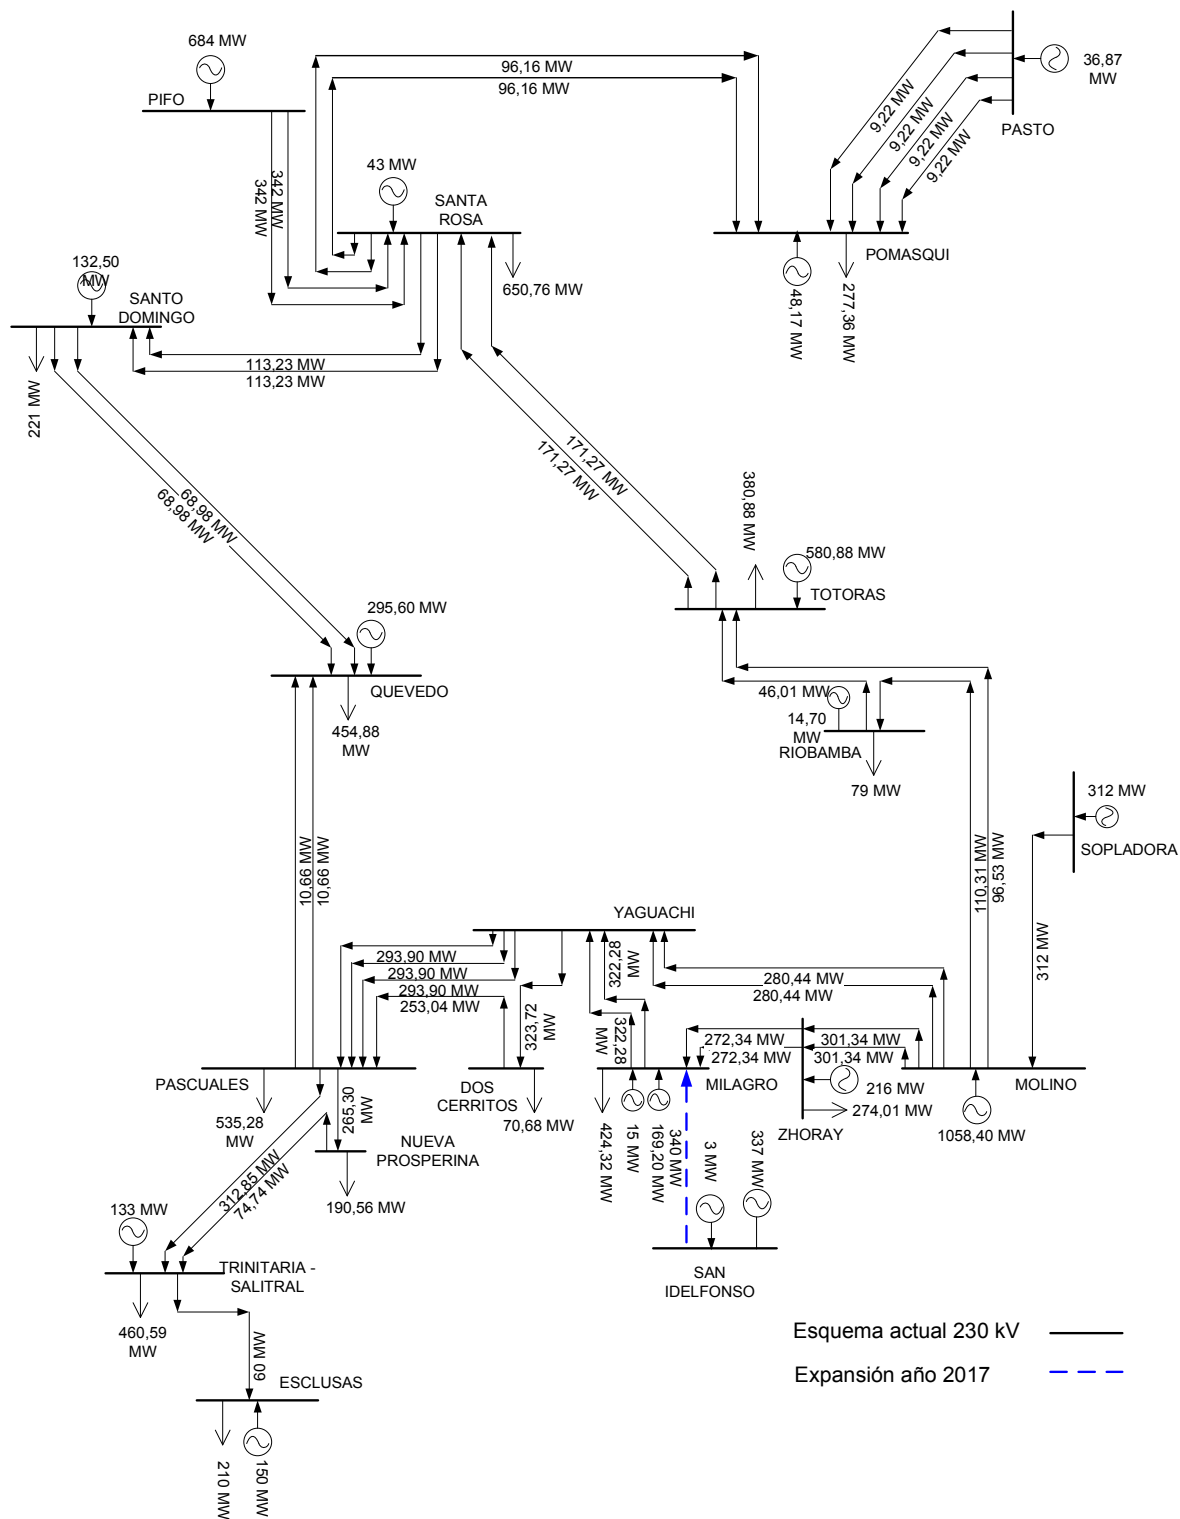 684 MW
PIFO
96,16 MW
96,16 MW
36,87
MW
PASTO
9,22 MW
9,22 MW
9,22 MW
9,22 MW
43 MW
SANTA
ROSA
342 MW
342 MW
650,76 MW
POMASQUI
48,17 MW
277,36 MW
132,50
MW
SANTO
DOMINGO
113,23 MW
113,23 MW
221 MW
171,27 MW
171,27 MW
68,98 MW
68,98 MW
380,88 MW
580,88 MW
TOTORAS
295,60 MW
QUEVEDO
454,88
MW
46,01 MW
14,70
MW
RIOBAMBA
79 MW
312 MW
SOPLADORA
10,66 MW
10,66 MW
110,31 MW
96,53 MW
312 MW
YAGUACHI
293,90 MW
293,90 MW
293,90 MW
253,04 MW
323,72
MW
322,28
MW
322,28
MW
280,44 MW
280,44 MW
272,34 MW
272,34 MW
301,34 MW
301,34 MW
PASCUALES
535,28
MW
265,30
MW
DOS
CERRITOS
70,68 MW
MILAGRO
424,32 MW
15 MW
169,20 MW
340 MW
216 MW
274,01 MW
ZHORAY
MOLINO
1058,40 MW
NUEVA
PROSPERINA
190,56 MW
312,85 MW
74,74 MW
3 MW
337 MW
SAN
IDELFONSO
133 MW
TRINITARIA -
SALITRAL
460,59
MW
60 MW
ESCLUSAS
210 MW
150 MW
Esquema actual 230 kV
Expansión año 2017